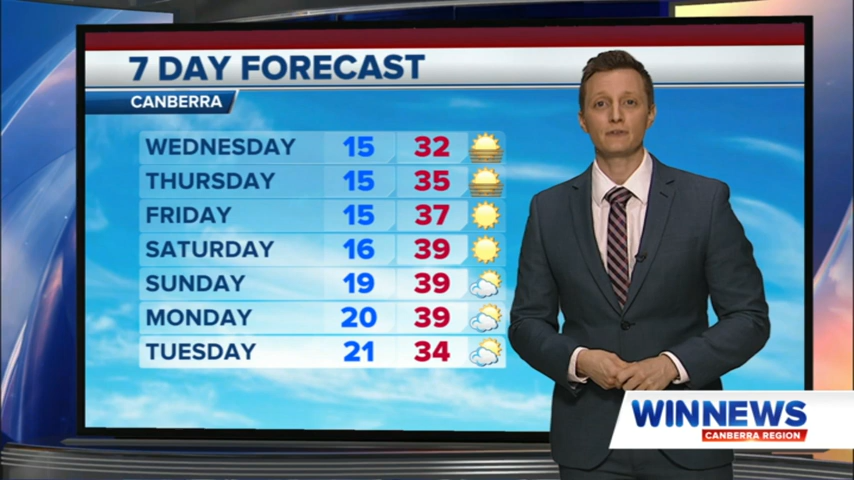 7 DAY FORECAST
CANBERRA
WEDNESDAY 15 32
THURSDAY 15 35
FRIDAY 15 37
SATURDAY 16 39
SUNDAY 19 39
MONDAY 20 39
TUESDAY 21 34
WINNEWS
CANBERRA REGION